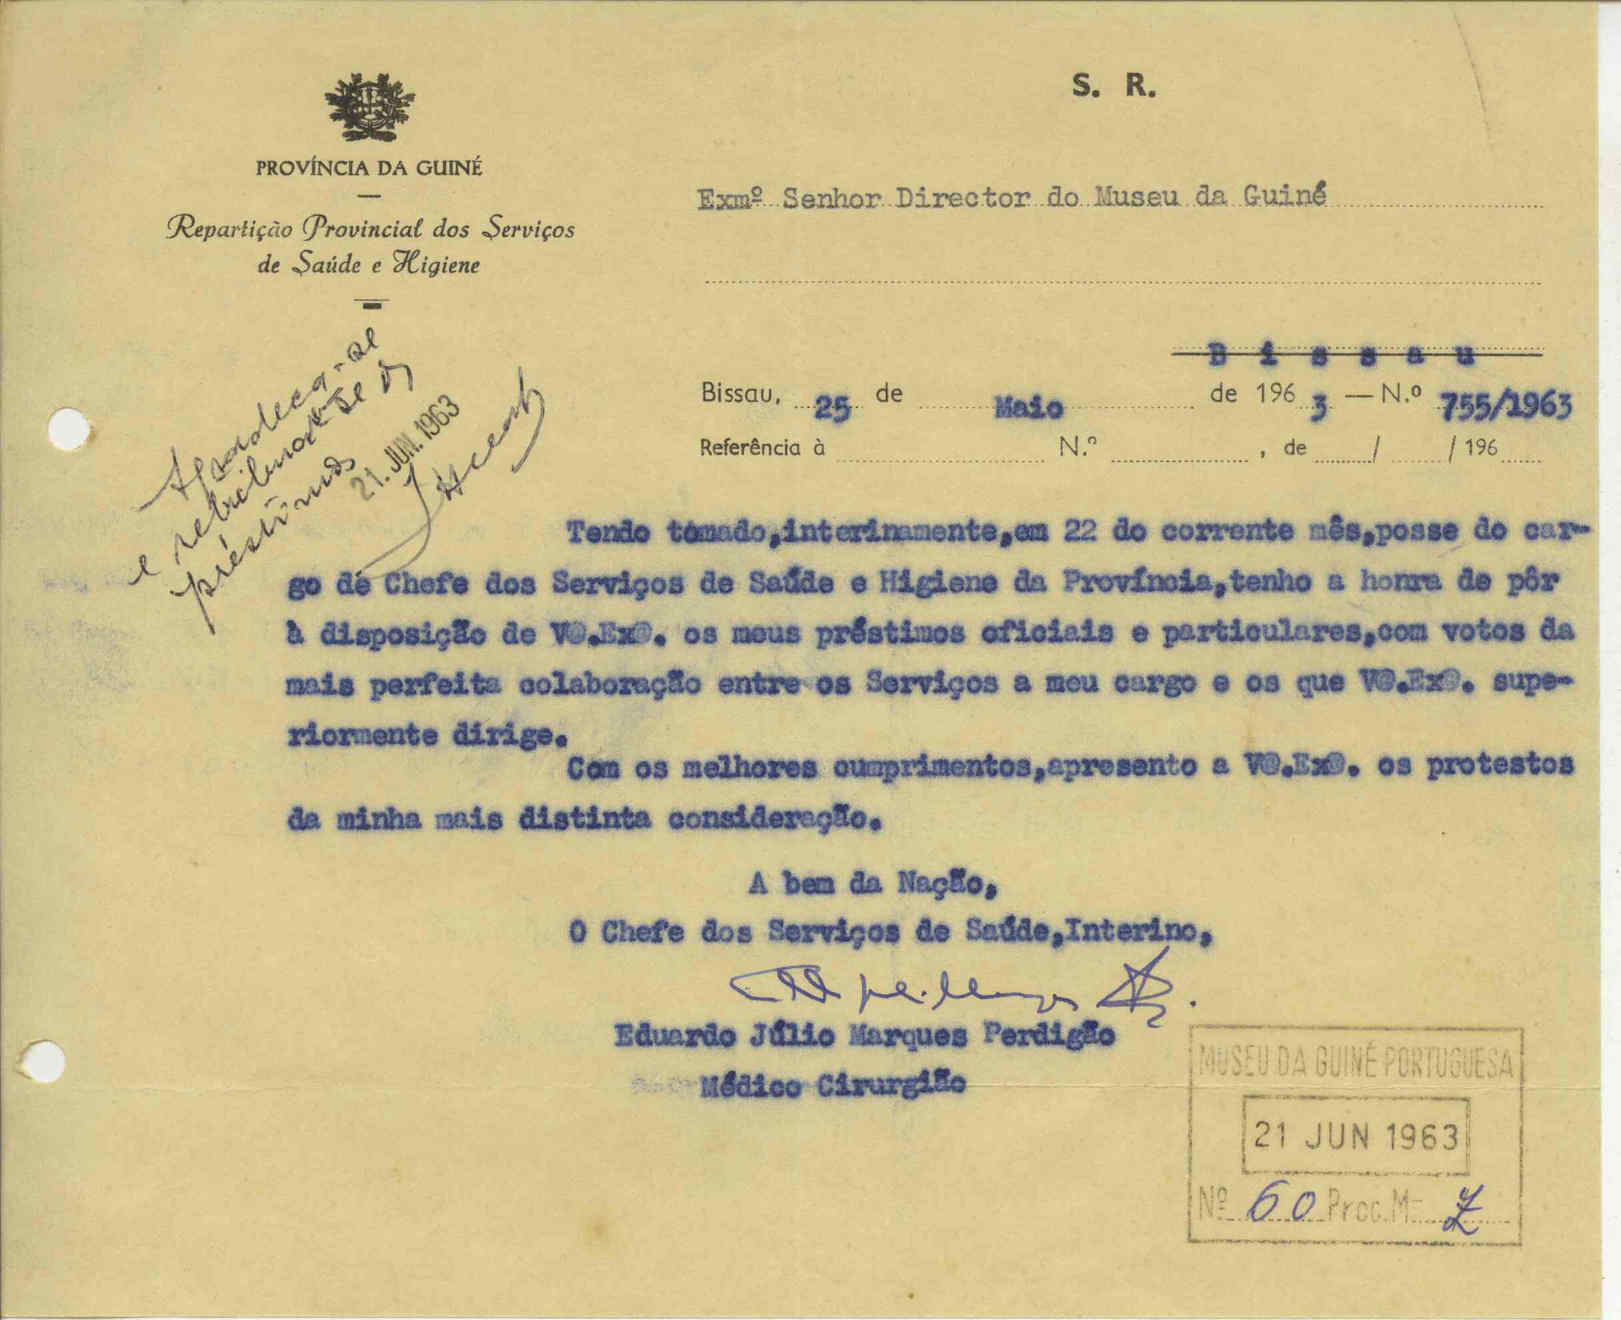 S. R.
PROVÍNCIA DA GUINÉ
Repartição Provincial dos Serviços
de Saúde e Higiene
Exmº Senhor Director do Museu da Guiné
Bissau
Bissau, 25 de Maio de 1963 — N.º 755/1963
Referência à N.º , de / /196
Agradeça-se
e retribuam-se os
préstimos
21. JUN. 1963
Tendo tomado,interinamente,em 22 do corrente mês,posse do car-
go de Chefe dos Serviços de Saúde e Higiene da Província,tenho a honra de pôr
à disposição de Vª.Exª. os meus préstimos oficiais e particulares,com votos da
mais perfeita colaboração entre os Serviços a meu cargo e os que Vª.Exª. supe-
riormente dirige.
Com os melhores cumprimentos,apresento a Vª.Exª. os protestos
da minha mais distinta consideração.
A bem da Nação,
O Chefe dos Serviços de Saúde,Interino,
Eduardo Júlio Marques Perdigão
Médico Cirurgião
MUSEU DA GUINÉ PORTUGUESA
21 JUN 1963
Nº 60 Proc. M- Z